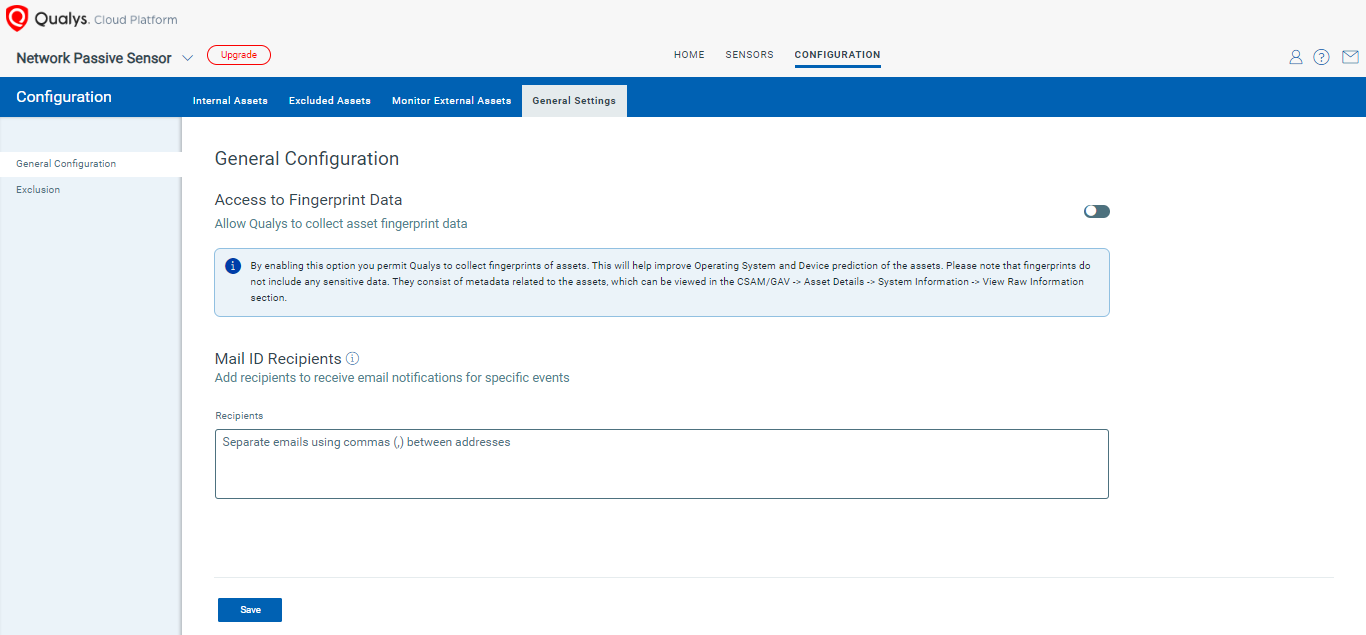 Qualys. Cloud Platform
Network Passive Sensor
Upgrade
HOME
SENSORS
CONFIGURATION
Configuration
Internal Assets
Excluded Assets
Monitor External Assets
General Settings
General Configuration
Exclusion
General Configuration
Access to Fingerprint Data
Allow Qualys to collect asset fingerprint data
By enabling this option you permit Qualys to collect fingerprints of assets. This will help improve Operating System and Device prediction of the assets. Please note that fingerprints do
not include any sensitive data. They consist of metadata related to the assets, which can be viewed in the CSAM/GAV -> Asset Details -> System Information -> View Raw Information
section.
Mail ID Recipients
Add recipients to receive email notifications for specific events
Recipients
Separate emails using commas (,) between addresses
Save